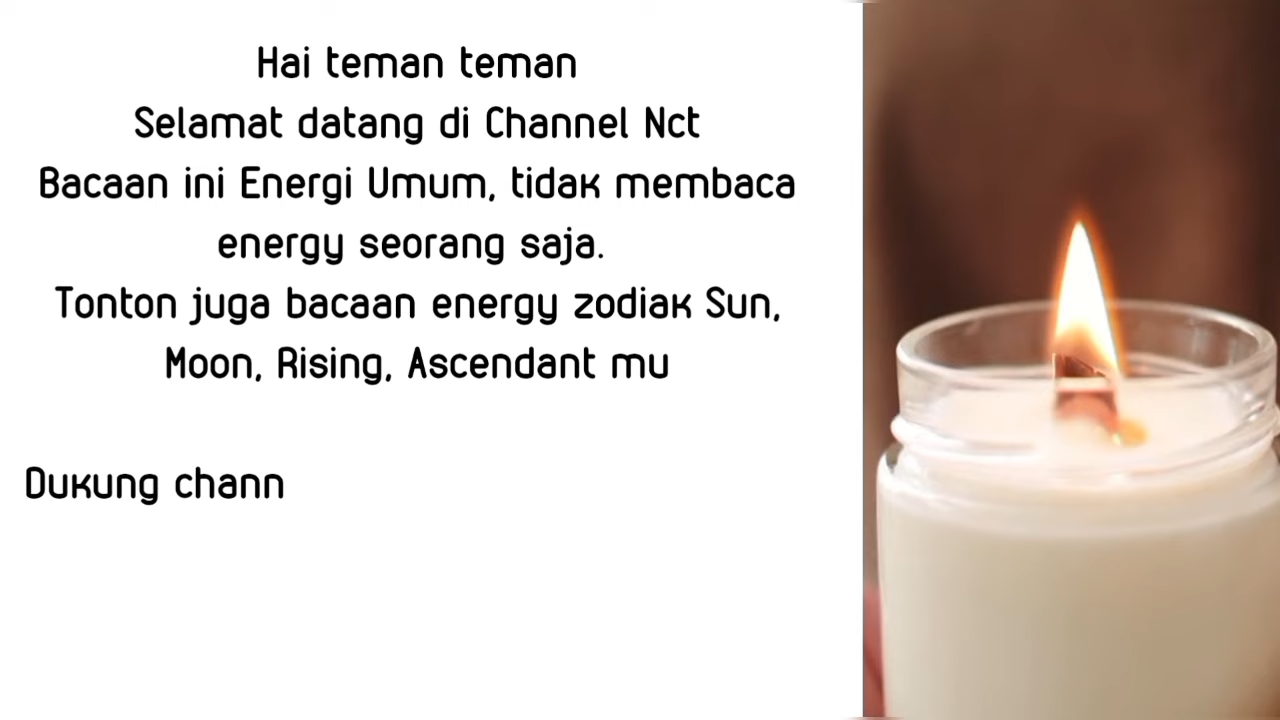 Hai teman teman
Selamat datang di Channel Nct
Bacaan ini Energi Umum, tidak membaca
energy seorang saja.
Tonton juga bacaan energy zodiak Sun,
Moon, Rising, Ascendant mu
Dukung chann